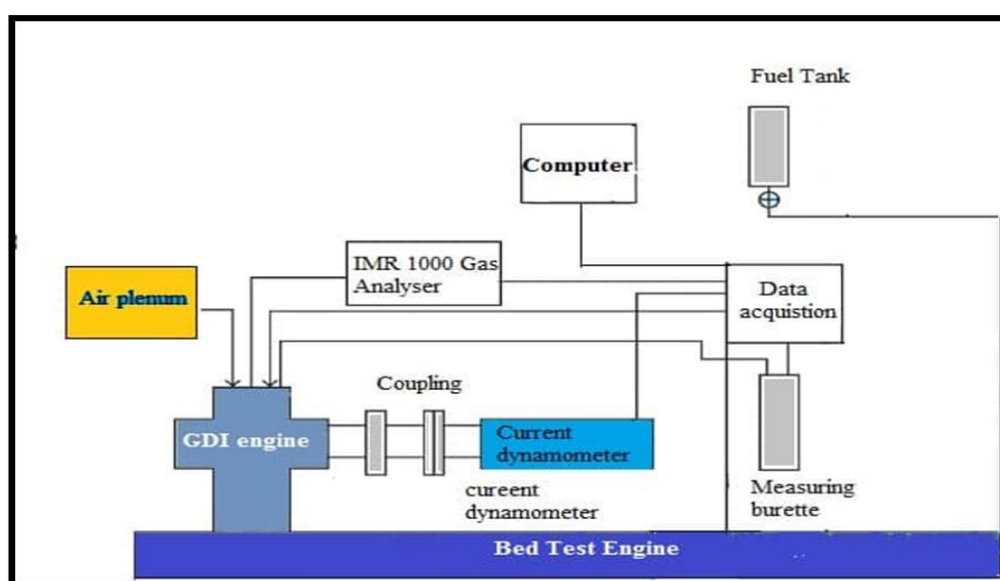 Fuel Tank
Computer
IMR 1000 Gas
Analyser
Air plenum
Data
acquistion
Coupling
GDI engine
Current
dynamometer
cureent
dynamometer
Measuring
burette
Bed Test Engine